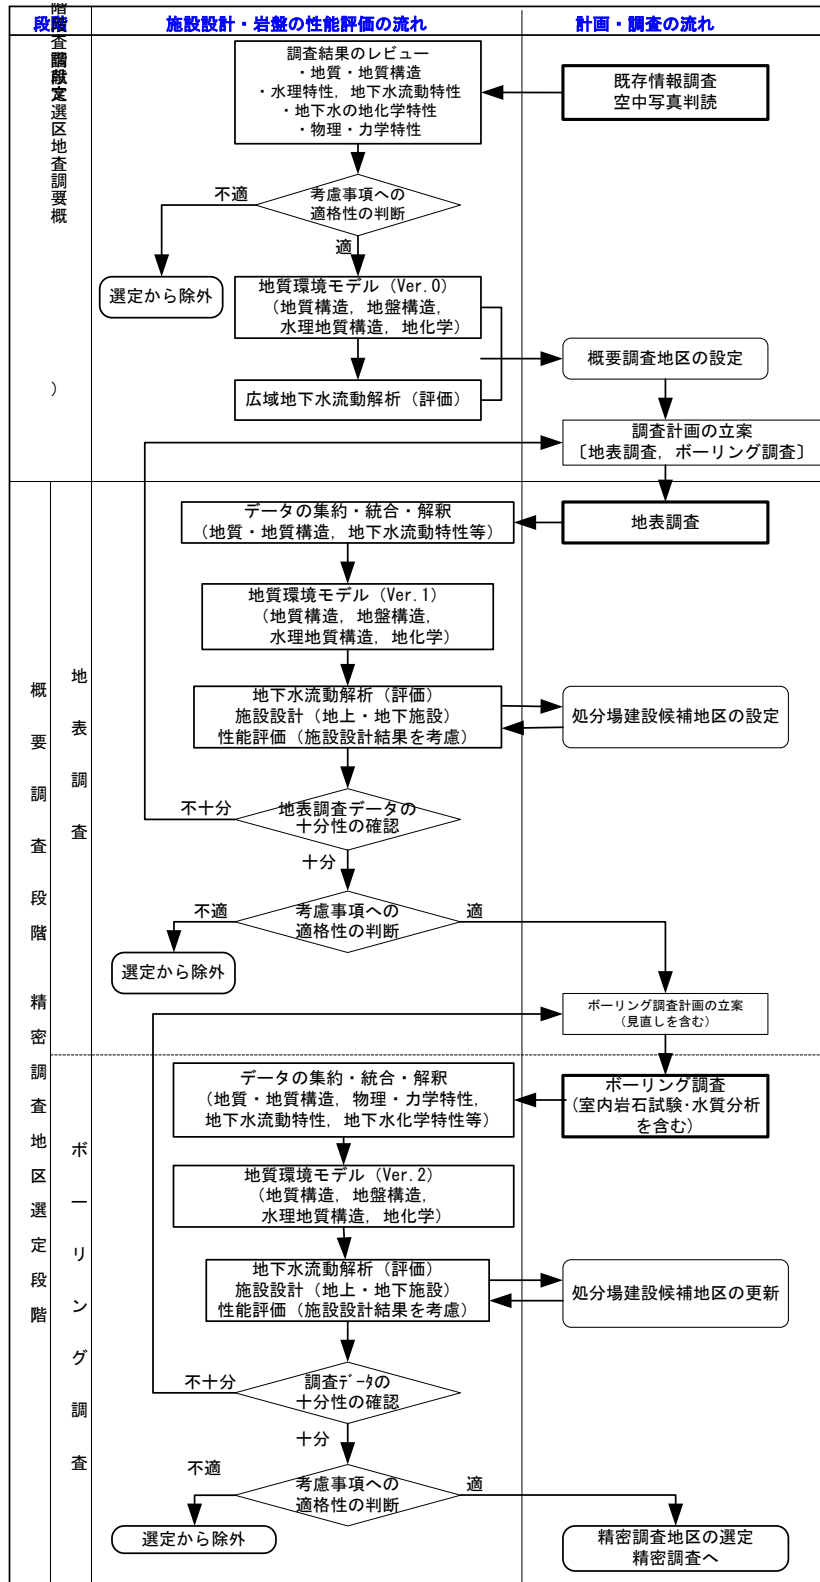 段階
施設設計・岩盤の性能評価の流れ
計画・調査の流れ
概要調査地区選定
）
調査結果のレビュー
・地質・地質構造
・水理特性，地下水流動特性
・地下水の地化学特性
・物理・力学特性
既存情報調査
空中写真判読
考慮事項への
適格性の判断
不適
適
選定から除外
地質環境モデル（Ver.0）
（地質構造，地盤構造，
水理地質構造，地化学）
広域地下水流動解析（評価）
概要調査地区の設定
調査計画の立案
〔地表調査，ボーリング調査〕
概要調査段階　精密調査地区選定段階
地表調査
データの集約・統合・解釈
（地質・地質構造，地下水流動特性等）
地表調査
地質環境モデル（Ver.1）
（地質構造，地盤構造，
水理地質構造，地化学）
地下水流動解析（評価）
施設設計（地上・地下施設）
性能評価（施設設計結果を考慮）
処分場建設候補地区の設定
不十分
地表調査データの
十分性の確認
十分
不適
考慮事項への
適格性の判断
適
選定から除外
ボーリング調査計画の立案
（見直しを含む）
ボーリング調査
データの集約・統合・解釈
（地質・地質構造，物理・力学特性，
地下水流動特性，地下水化学特性等）
ボーリング調査
（室内岩石試験・水質分析
を含む）
地質環境モデル（Ver.2）
（地質構造，地盤構造，
水理地質構造，地化学）
地下水流動解析（評価）
施設設計（地上・地下施設）
性能評価（施設設計結果を考慮）
処分場建設候補地区の更新
不十分
調査ﾃﾞｰﾀの
十分性の確認
十分
不適
考慮事項への
適格性の判断
適
選定から除外
精密調査地区の選定
精密調査へ